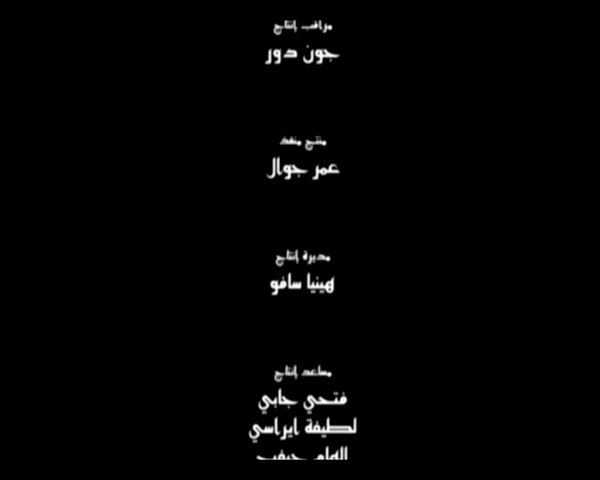 مراقب إنتاج
جون دور
منتج منفذ
عمر جوال
مديرة إنتاج
هينيا سافو
مساعد إنتاج
فتحي جابي
لطيفة ايراسي